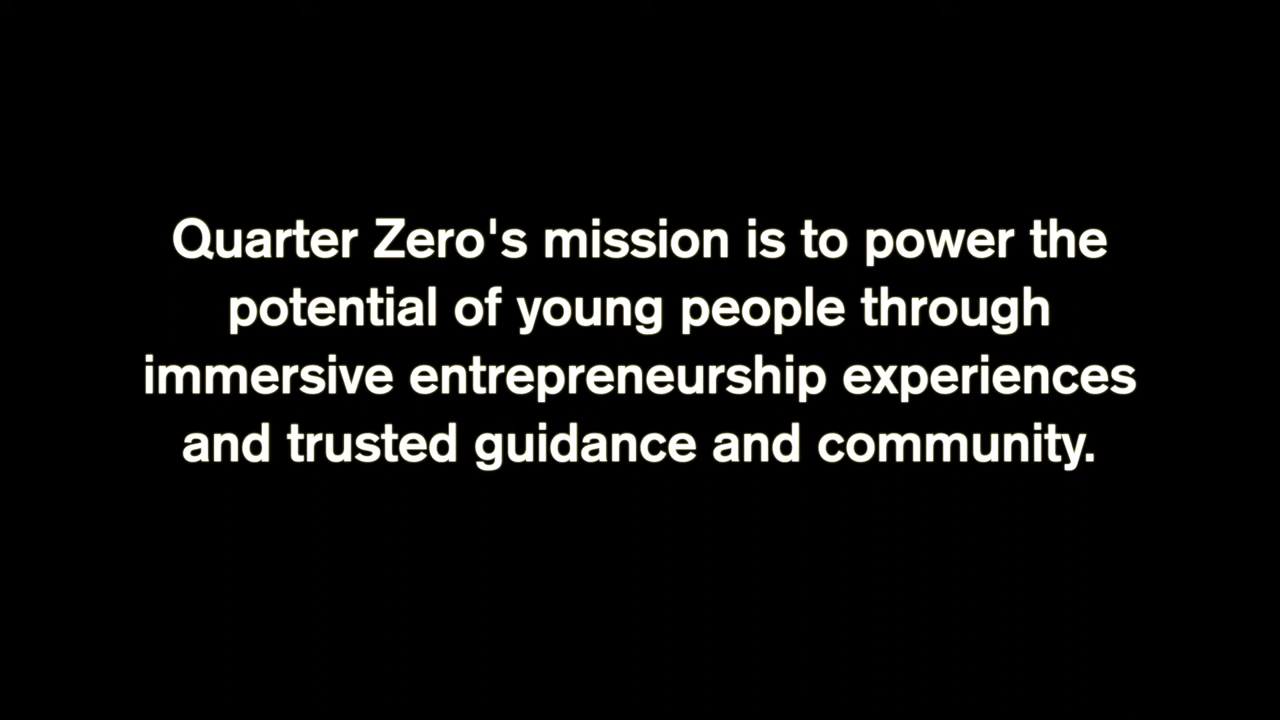 Quarter Zero's mission is to power the
potential of young people through
immersive entrepreneurship experiences
and trusted guidance and community.